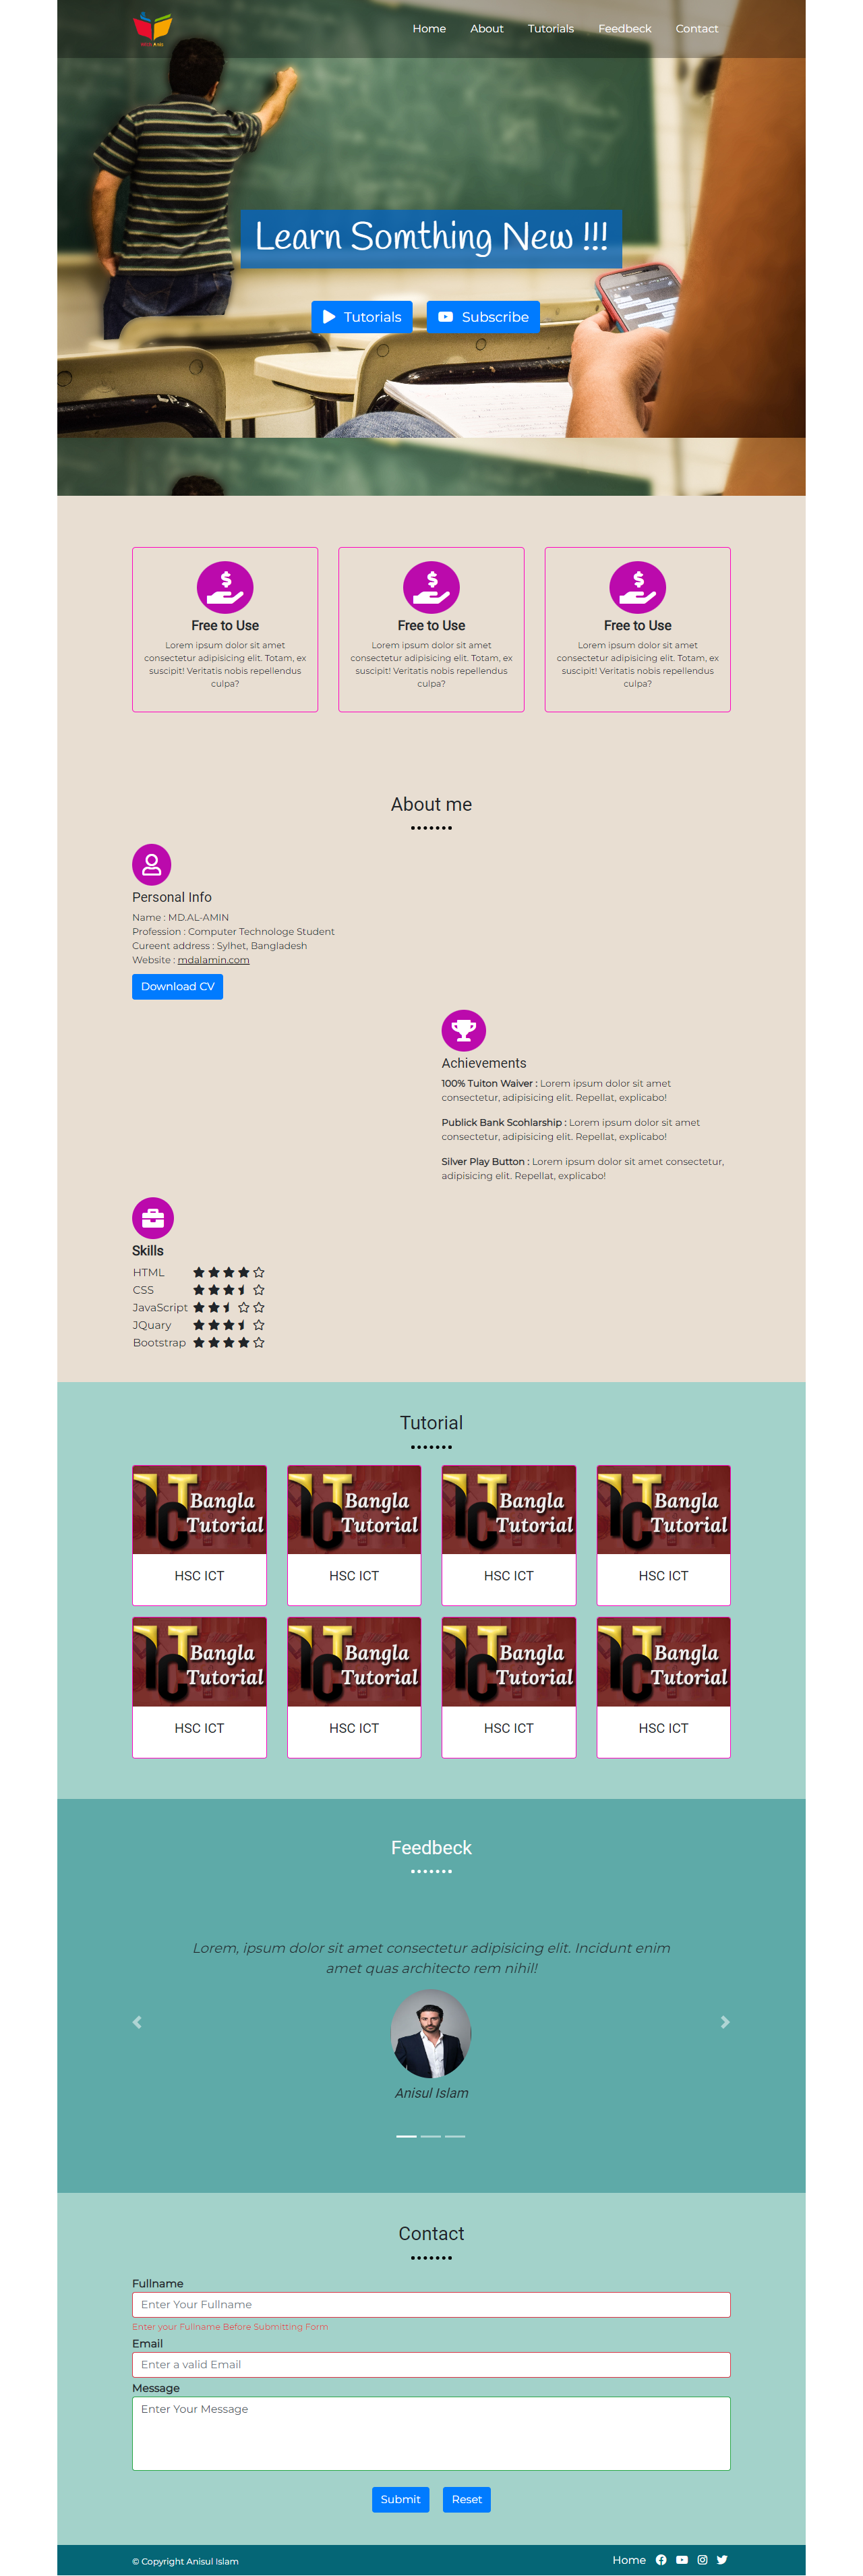 Home About Tutorials Feedbeck Contact
Learn Somthing New !!!
Tutorials Subscribe
Free to Use
Lorem ipsum dolor sit amet
consectetur adipisicing elit. Totam, ex
suscipit! Veritatis nobis repellendus
culpa?
Free to Use
Lorem ipsum dolor sit amet
consectetur adipisicing elit. Totam, ex
suscipit! Veritatis nobis repellendus
culpa?
Free to Use
Lorem ipsum dolor sit amet
consectetur adipisicing elit. Totam, ex
suscipit! Veritatis nobis repellendus
culpa?
About me
Personal Info
Name : MD.AL-AMIN
Profession : Computer Technologe Student
Cureent address : Sylhet, Bangladesh
Website : mdalamin.com
Download CV
Achievements
100% Tuiton Waiver : Lorem ipsum dolor sit amet
consectetur, adipisicing elit. Repellat, explicabo!
Publick Bank Scohlarship : Lorem ipsum dolor sit amet
consectetur, adipisicing elit. Repellat, explicabo!
Silver Play Button : Lorem ipsum dolor sit amet consectetur,
adipisicing elit. Repellat, explicabo!
Skills
HTML
CSS
JavaScript
JQuary
Bootstrap
Tutorial
Bangla
Tutorial
HSC ICT
Bangla
Tutorial
HSC ICT
Bangla
Tutorial
HSC ICT
Bangla
Tutorial
HSC ICT
Bangla
Tutorial
HSC ICT
Bangla
Tutorial
HSC ICT
Bangla
Tutorial
HSC ICT
Bangla
Tutorial
HSC ICT
Feedbeck
Lorem, ipsum dolor sit amet consectetur adipisicing elit. Incidunt enim
amet quas architecto rem nihil!
Anisul Islam
Contact
Fullname
Enter Your Fullname
Enter your Fullname Before Submitting Form
Email
Enter a valid Email
Message
Enter Your Message
Submit Reset
© Copyright Anisul Islam
Home